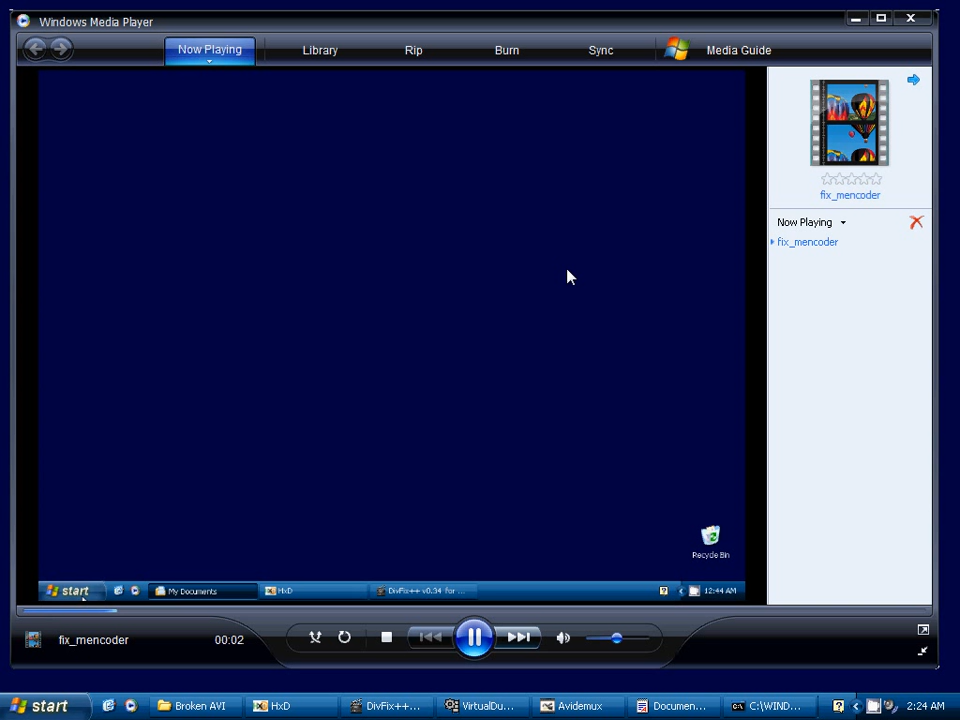 Windows Media Player
Now Playing
Library
Rip
Burn
Sync
Media Guide
fix_mencoder
Now Playing
fix_mencoder
Recycle Bin
start
My Documents
HxD
DivFix++ v0.34 for ...
12:44 AM
fix_mencoder
00:02
start
Broken AVI
HxD
DivFix++...
VirtualDu...
Avidemux
Documen...
C:\WIND...
2:24 AM